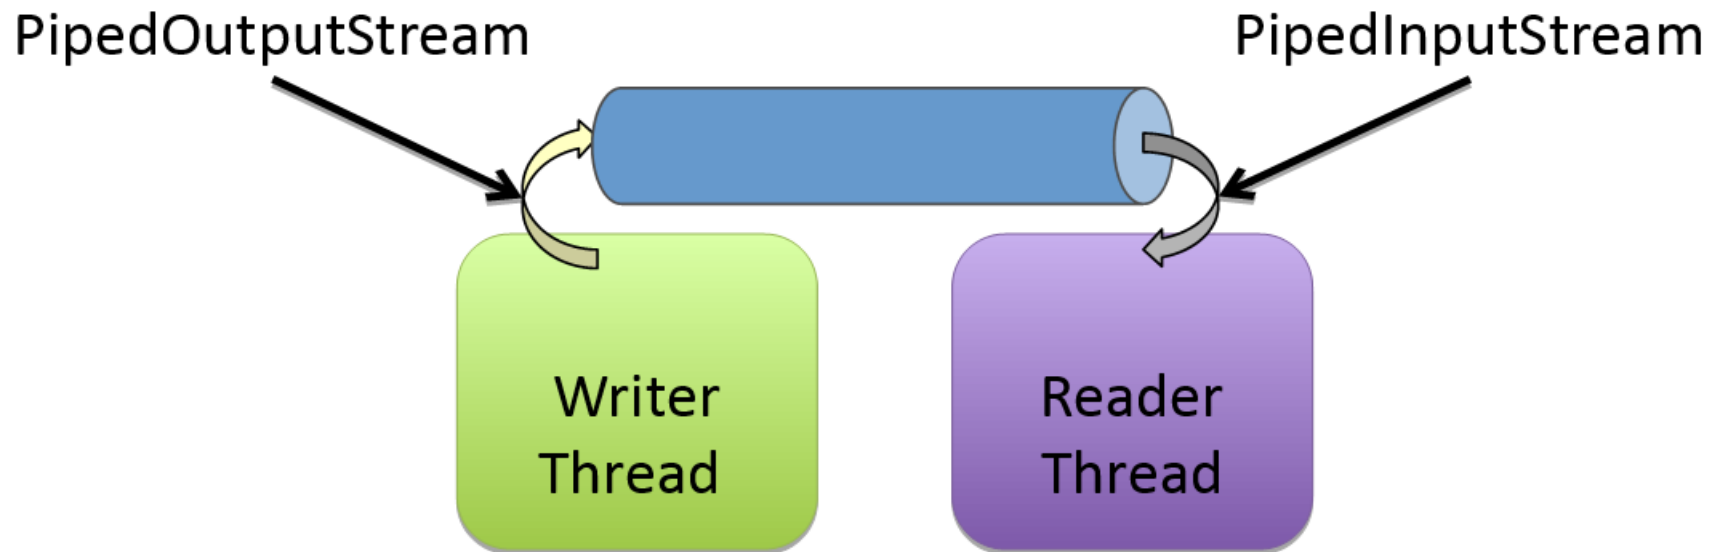 PipedOutputStream
PipedInputStream
Writer
Thread
Reader
Thread